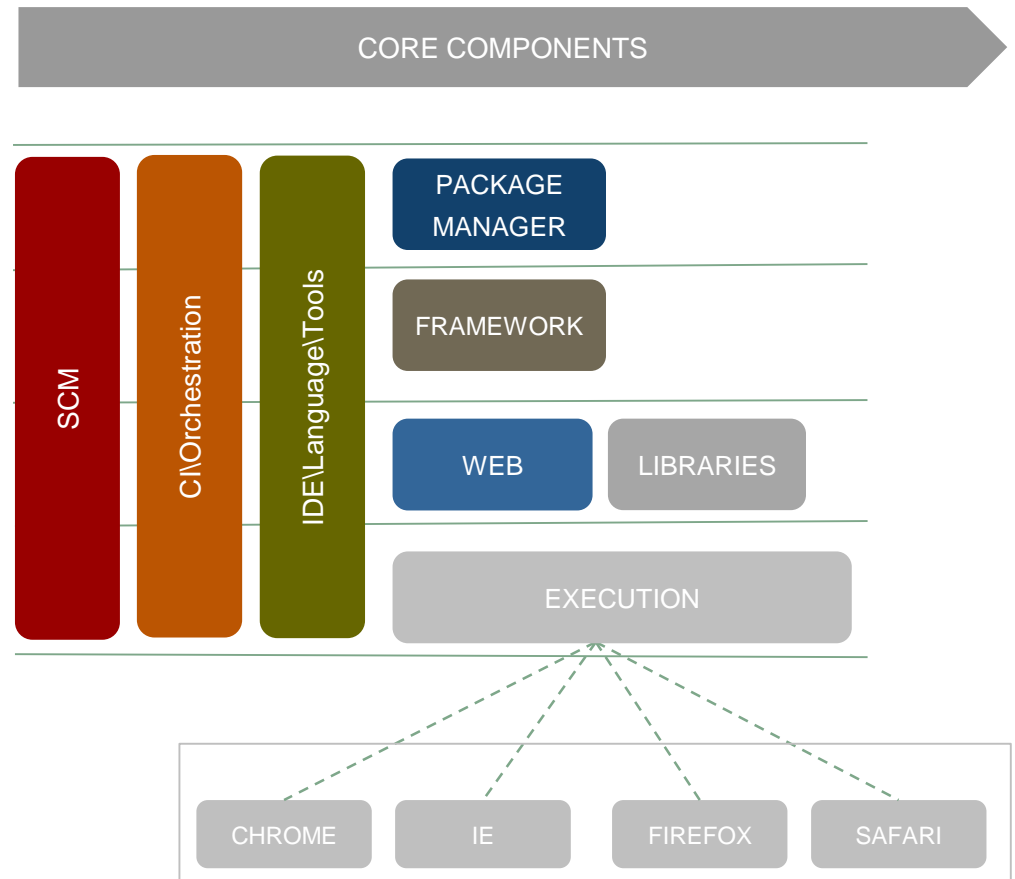 CORE COMPONENTS
SCM
CI\Orchestration
IDE\Language\Tools
PACKAGE
MANAGER
FRAMEWORK
WEB
LIBRARIES
EXECUTION
CHROME
IE
FIREFOX
SAFARI